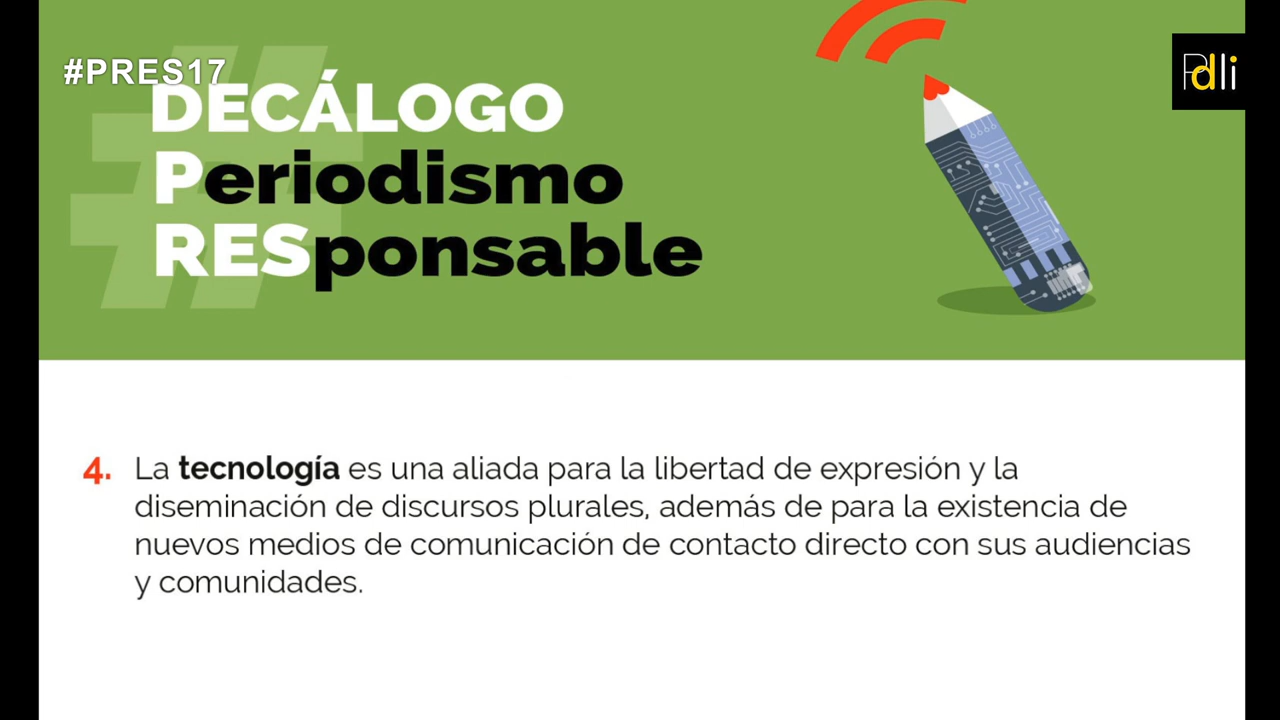 #PRES17
DECÁLOGO
Periodismo
RESponsable
Pdli
4. La tecnología es una aliada para la libertad de expresión y la
diseminación de discursos plurales, además de para la existencia de
nuevos medios de comunicación de contacto directo con sus audiencias
y comunidades.